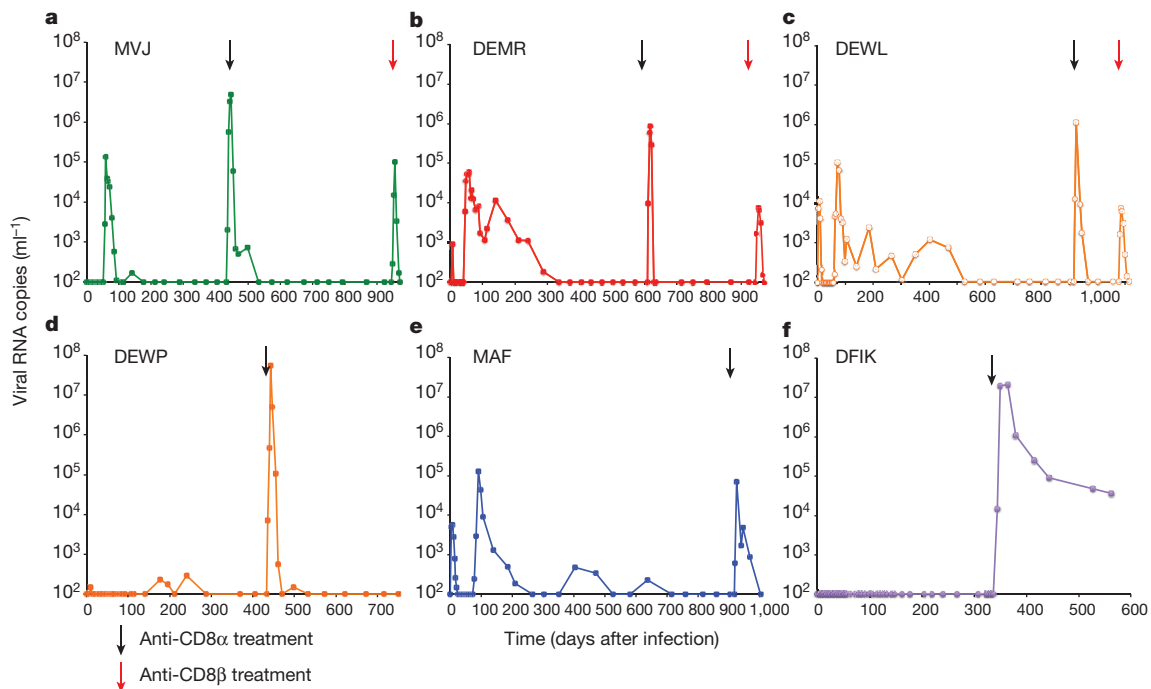 a b c
MVJ DEMR DEWL
10⁸ 10⁸ 10⁸
10⁷ 10⁷ 10⁷
10⁶ 10⁶ 10⁶
10⁵ 10⁵ 10⁵
10⁴ 10⁴ 10⁴
10³ 10³ 10³
10² 10² 10²
0 100 200 300 400 500 600 700 800 900 0 100 200 300 400 500 600 700 800 900 0 200 400 600 800 1,000
Viral RNA copies (ml⁻¹)
d e f
DEWP MAF DFIK
10⁸ 10⁸ 10⁸
10⁷ 10⁷ 10⁷
10⁶ 10⁶ 10⁶
10⁵ 10⁵ 10⁵
10⁴ 10⁴ 10⁴
10³ 10³ 10³
10² 10² 10²
0 100 200 300 400 500 600 700 0 100 200 300 400 500 600 700 800 900 1,000 0 100 200 300 400 500 600
Time (days after infection)
Anti-CD8α treatment
Anti-CD8β treatment